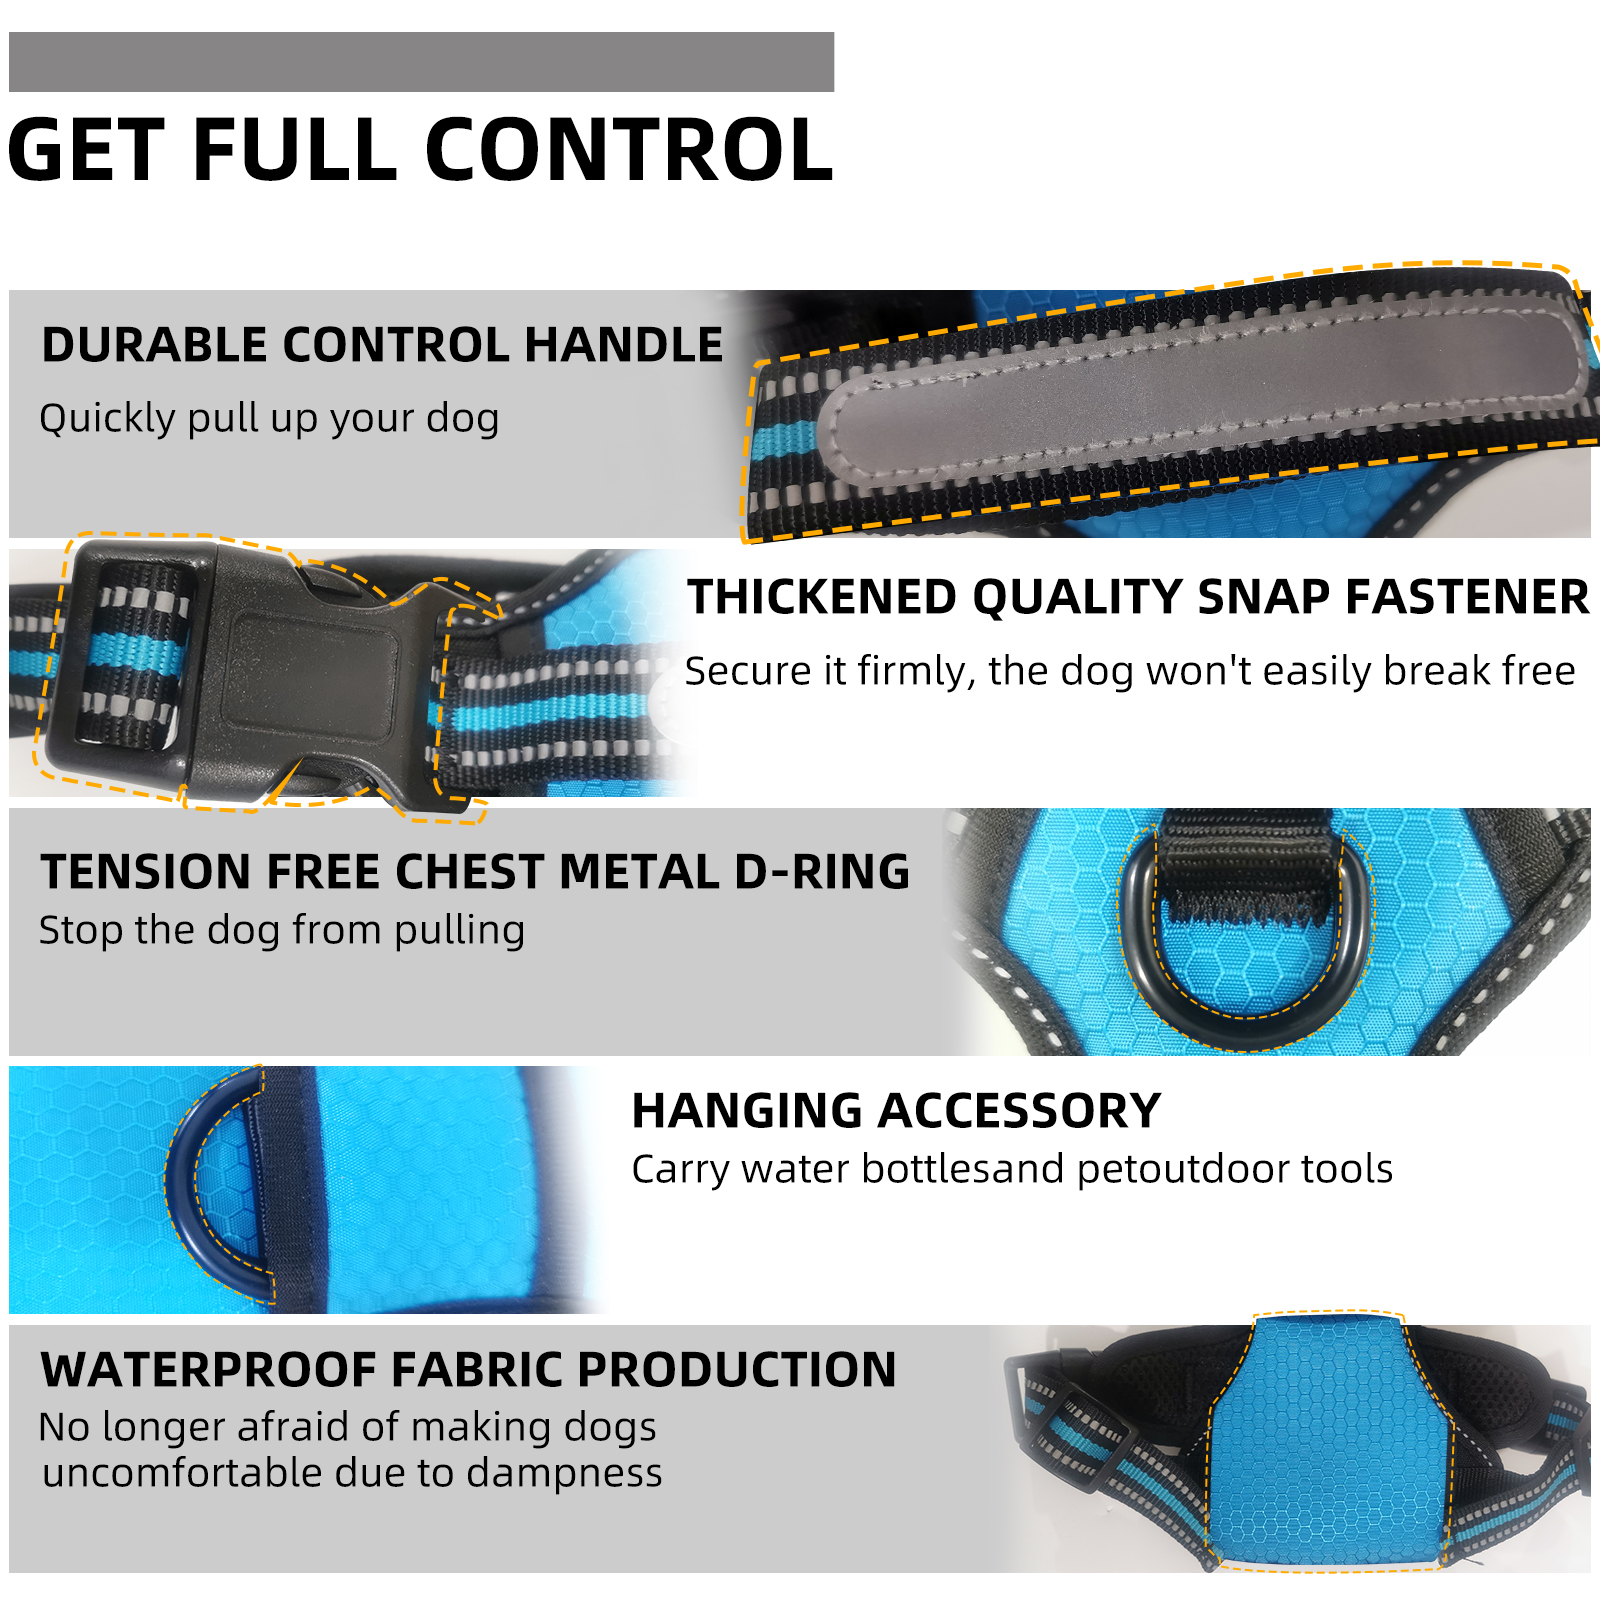 GET FULL CONTROL
DURABLE CONTROL HANDLE
Quickly pull up your dog
THICKENED QUALITY SNAP FASTENER
Secure it firmly, the dog won't easily break free
TENSION FREE CHEST METAL D-RING
Stop the dog from pulling
HANGING ACCESSORY
Carry water bottlesand petoutdoor tools
WATERPROOF FABRIC PRODUCTION
No longer afraid of making dogs
uncomfortable due to dampness